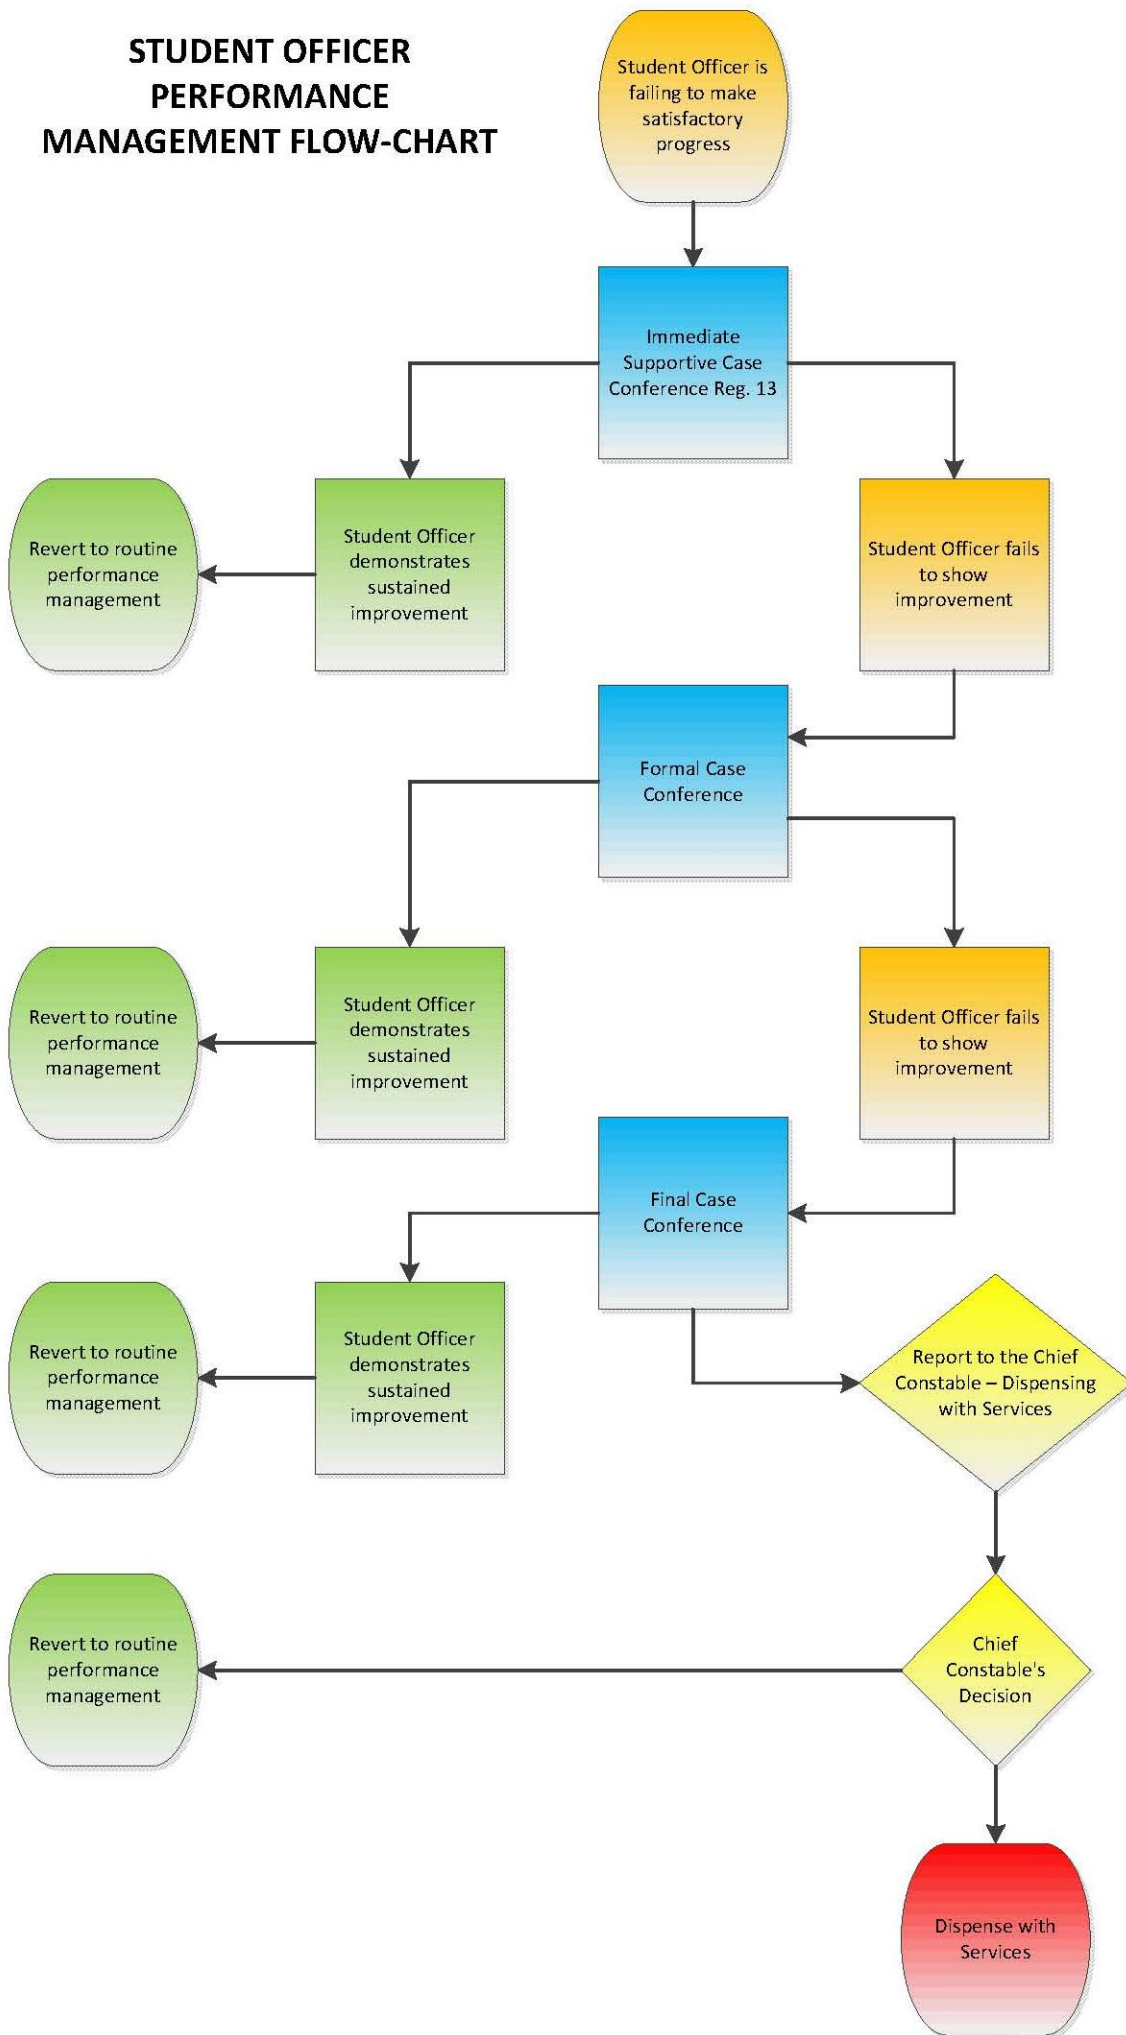 STUDENT OFFICER
PERFORMANCE
MANAGEMENT FLOW-CHART
Student Officer is
failing to make
satisfactory
progress
Immediate
Supportive Case
Conference Reg. 13
Revert to routine
performance
management
Student Officer
demonstrates
sustained
improvement
Student Officer fails
to show
improvement
Formal Case
Conference
Revert to routine
performance
management
Student Officer
demonstrates
sustained
improvement
Student Officer fails
to show
improvement
Final Case
Conference
Revert to routine
performance
management
Student Officer
demonstrates
sustained
improvement
Report to the Chief
Constable – Dispensing
with Services
Revert to routine
performance
management
Chief
Constable's
Decision
Dispense with
Services